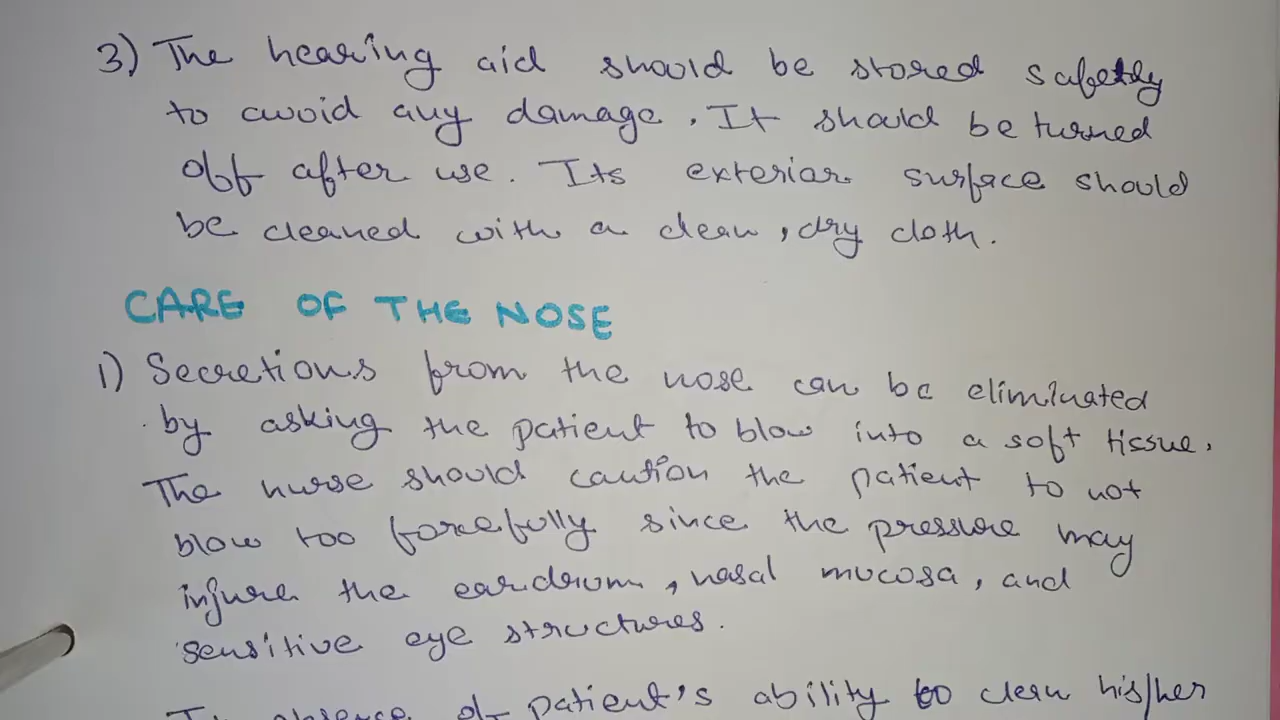 3) The hearing aid should be stored safely
to avoid any damage. It should be turned
off after use. Its exterior surface should
be cleaned with a clean, dry cloth.
CARE OF THE NOSE
1) Secretions from the nose can be eliminated
by asking the patient to blow into a soft tissue.
The nurse should caution the patient to not
blow too forcefully since the pressure may
injure the eardrum, nasal mucosa, and
sensitive eye structures.
In absence of patient's ability to clean his/her